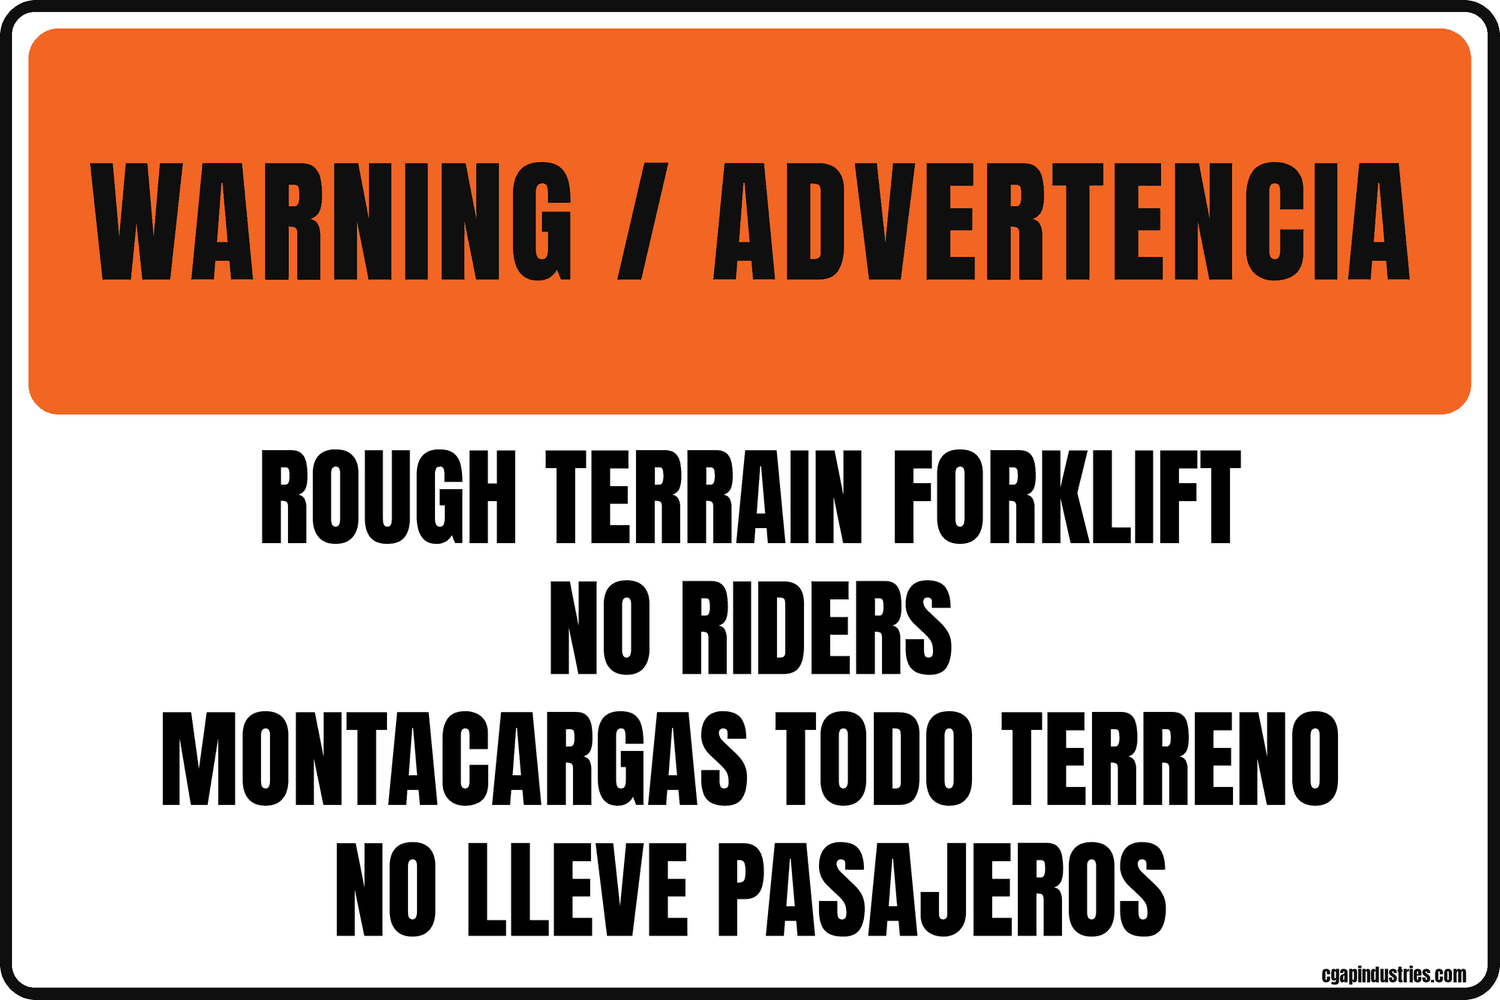 WARNING / ADVERTENCIA
ROUGH TERRAIN FORKLIFT
NO RIDERS
MONTACARGAS TODO TERRENO
NO LLEVE PASAJEROS
cgapindustries.com